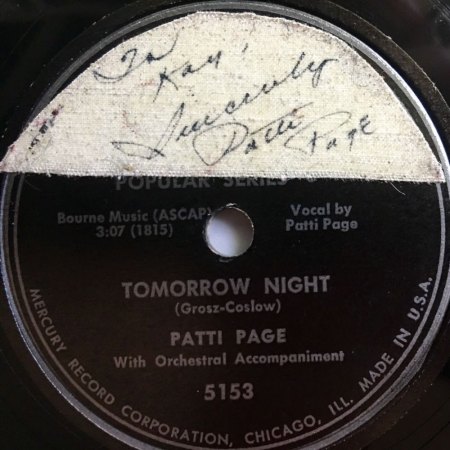 To
Kay,
Sincerely
Patti Page
POPULAR SERIES
Bourne Music (ASCAP)
3:07 (1815)
Vocal by
Patti Page
TOMORROW NIGHT
(Grosz-Coslow)
PATTI PAGE
With Orchestral Accompaniment
5153
MERCURY RECORD CORPORATION, CHICAGO, ILL. MADE IN U.S.A.